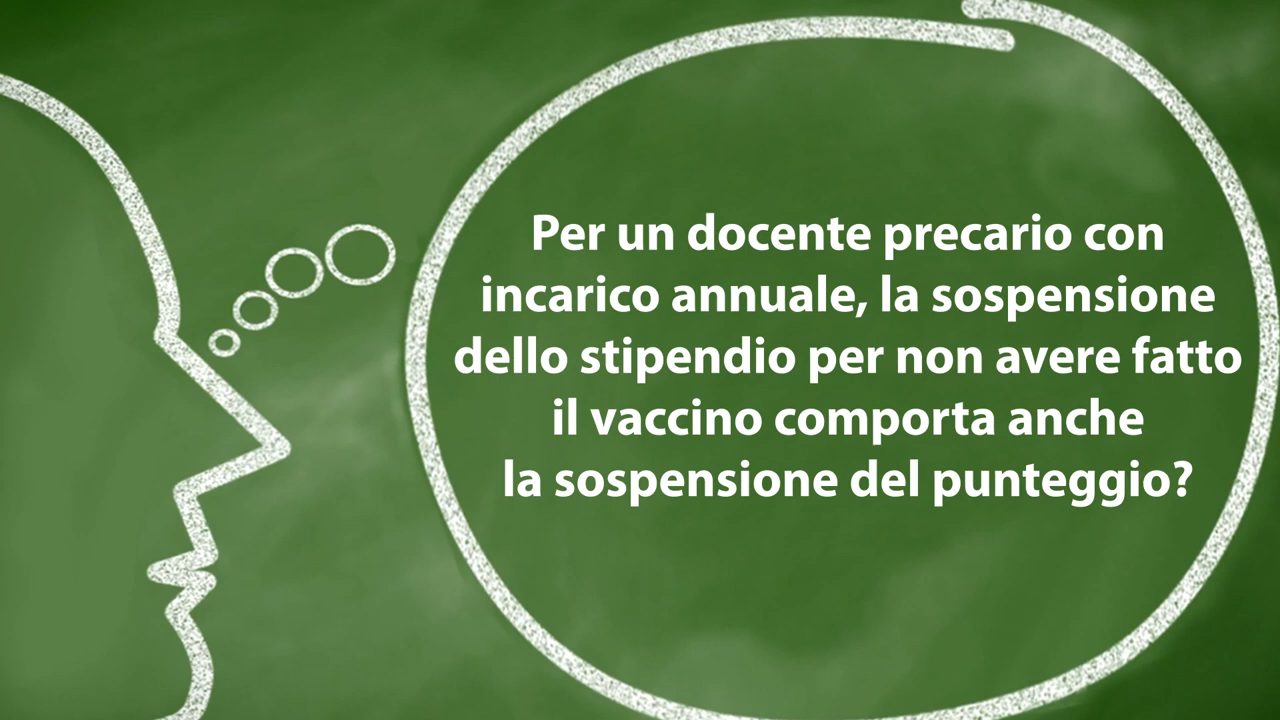 Per un docente precario con
incarico annuale, la sospensione
dello stipendio per non avere fatto
il vaccino comporta anche
la sospensione del punteggio?